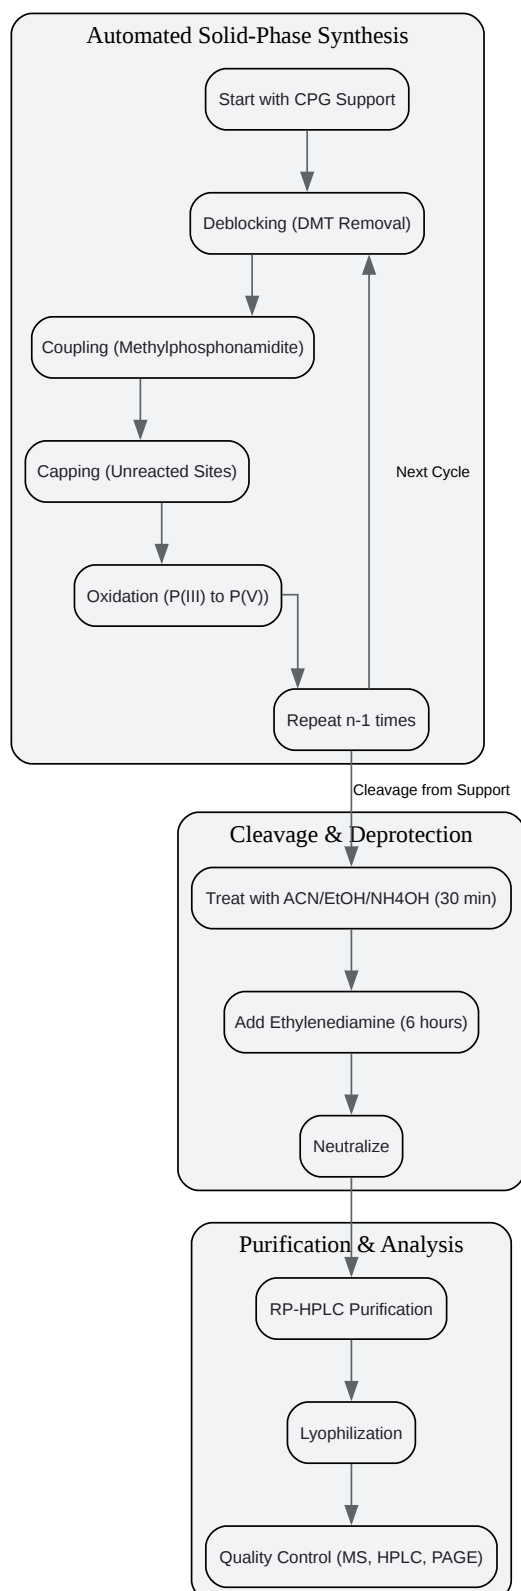 Automated Solid-Phase Synthesis
Start with CPG Support
Deblocking (DMT Removal)
Coupling (Methylphosphonamidite)
Capping (Unreacted Sites)
Next Cycle
Oxidation (P(III) to P(V))
Repeat n-1 times
Cleavage from Support
Cleavage & Deprotection
Treat with ACN/EtOH/NH4OH (30 min)
Add Ethylenediamine (6 hours)
Neutralize
Purification & Analysis
RP-HPLC Purification
Lyophilization
Quality Control (MS, HPLC, PAGE)